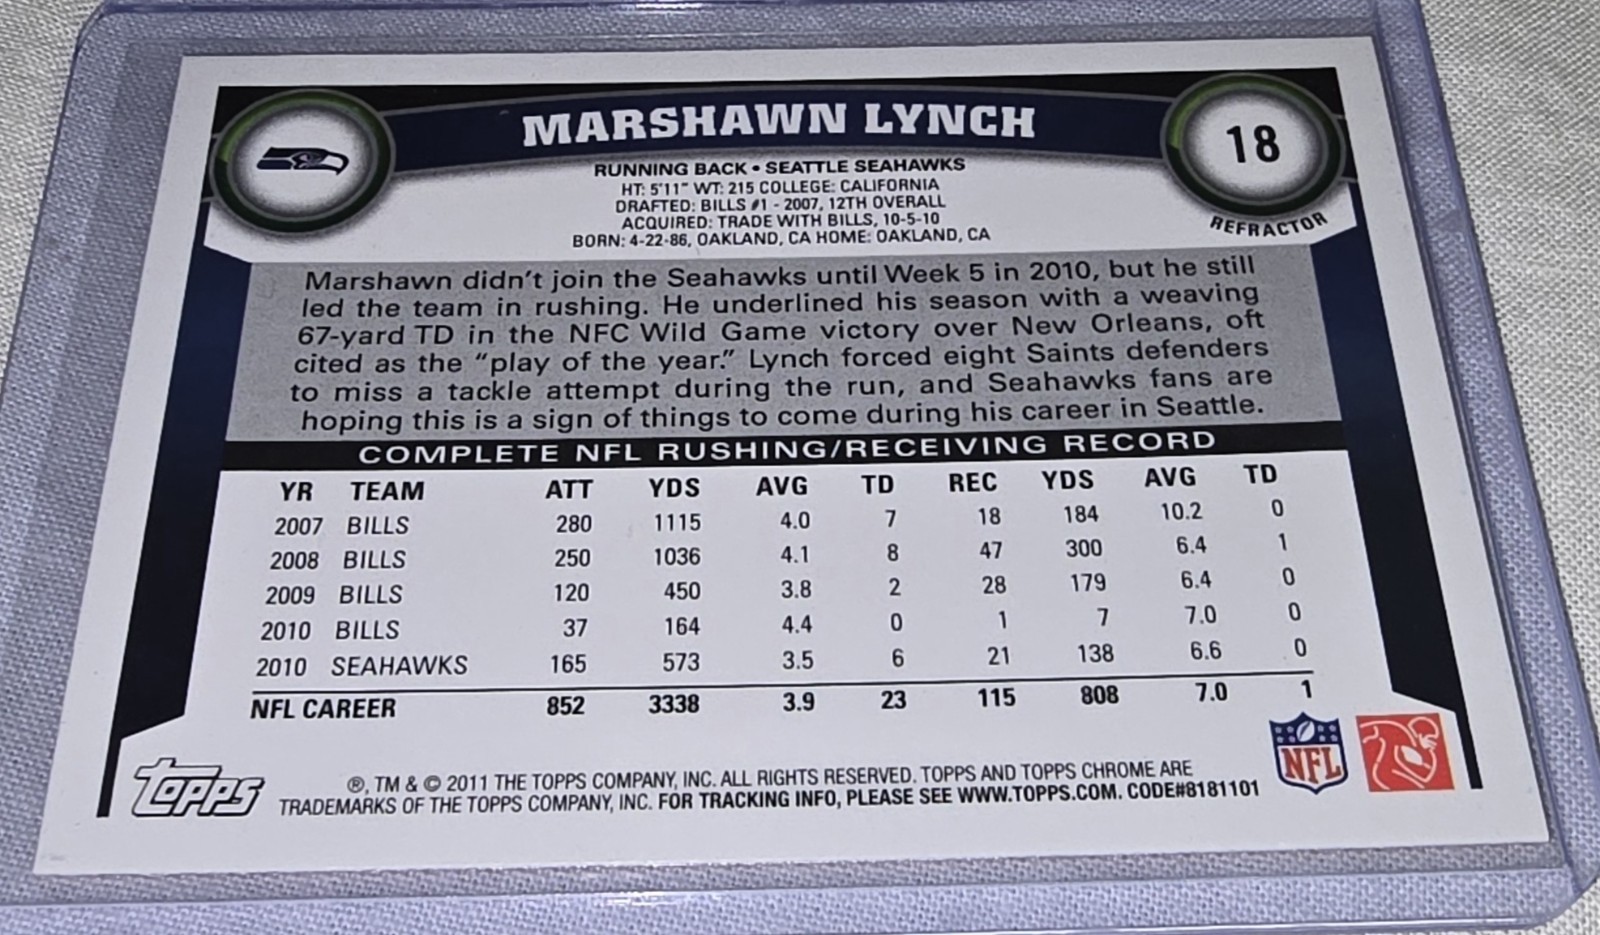 MARSHAWN LYNCH
18
REFRACTOR
RUNNING BACK • SEATTLE SEAHAWKS
HT: 5'11" WT: 215 COLLEGE: CALIFORNIA
DRAFTED: BILLS #1 - 2007, 12TH OVERALL
ACQUIRED: TRADE WITH BILLS, 10-5-10
BORN: 4-22-86, OAKLAND, CA HOME: OAKLAND, CA
Marshawn didn't join the Seahawks until Week 5 in 2010, but he still
led the team in rushing. He underlined his season with a weaving
67-yard TD in the NFC Wild Game victory over New Orleans, oft
cited as the "play of the year." Lynch forced eight Saints defenders
to miss a tackle attempt during the run, and Seahawks fans are
hoping this is a sign of things to come during his career in Seattle.
COMPLETE NFL RUSHING/RECEIVING RECORD
YR TEAM ATT YDS AVG TD REC YDS AVG TD
2007 BILLS 280 1115 4.0 7 18 184 10.2 0
2008 BILLS 250 1036 4.1 8 47 300 6.4 1
2009 BILLS 120 450 3.8 2 28 179 6.4 0
2010 BILLS 37 164 4.4 0 1 7 7.0 0
2010 SEAHAWKS 165 573 3.5 6 21 138 6.6 0
NFL CAREER 852 3338 3.9 23 115 808 7.0 1
NFL
Topps
®, TM & © 2011 THE TOPPS COMPANY, INC. ALL RIGHTS RESERVED. TOPPS AND TOPPS CHROME ARE
TRADEMARKS OF THE TOPPS COMPANY, INC. FOR TRACKING INFO, PLEASE SEE WWW.TOPPS.COM. CODE#8181101